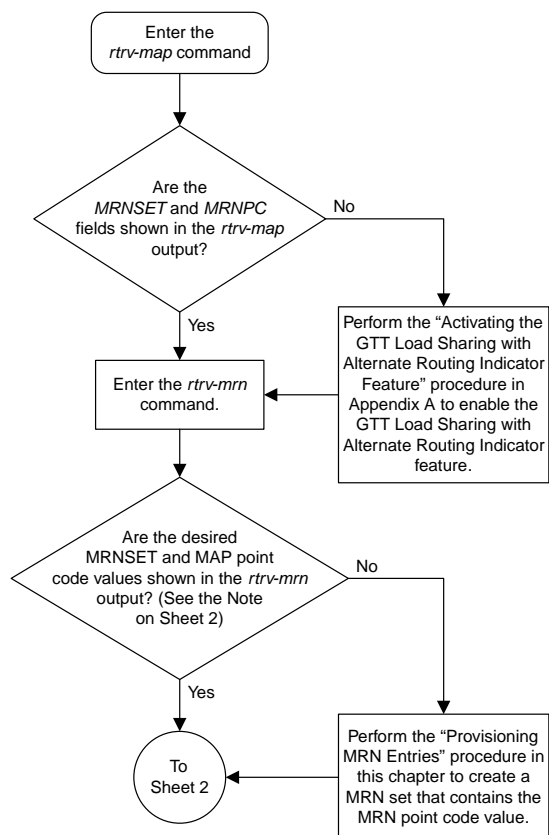 Enter the
rtrv-map
command
Are the
MRNSET and MRNPC
fields shown in the rtrv-map
output?
No
Yes
Perform the “Activating the
GTT Load Sharing with
Alternate Routing Indicator
Feature” procedure in
Appendix A to enable the
GTT Load Sharing with
Alternate Routing Indicator
feature.
Enter the rtrv-mrn
command.
Are the desired
MRNSET and MAP point
code values shown in the rtrv-mrn
output? (See the Note
on Sheet 2)
No
Yes
Perform the “Provisioning
MRN Entries” procedure in
this chapter to create a
MRN set that contains the
MRN point code value.
To
Sheet 2